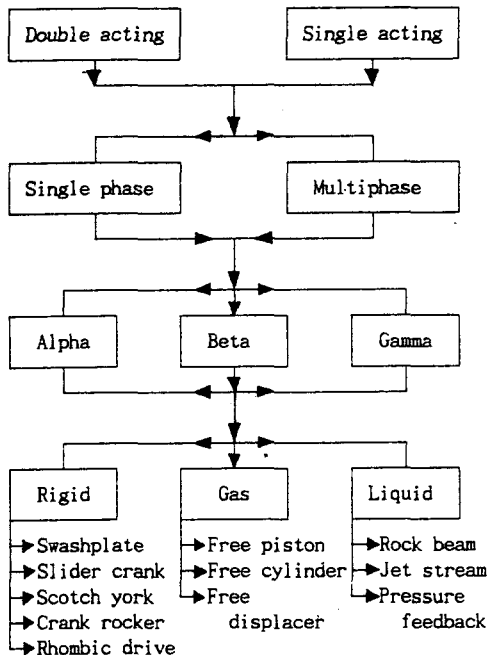 Double acting
Single acting
Single phase
Multiphase
Alpha
Beta
Gamma
Rigid
Gas
Liquid
Swashplate
Slider crank
Scotch york
Crank rocker
Rhombic drive
Free piston
Free cylinder
Free
displacer
Rock beam
Jet stream
Pressure
feedback